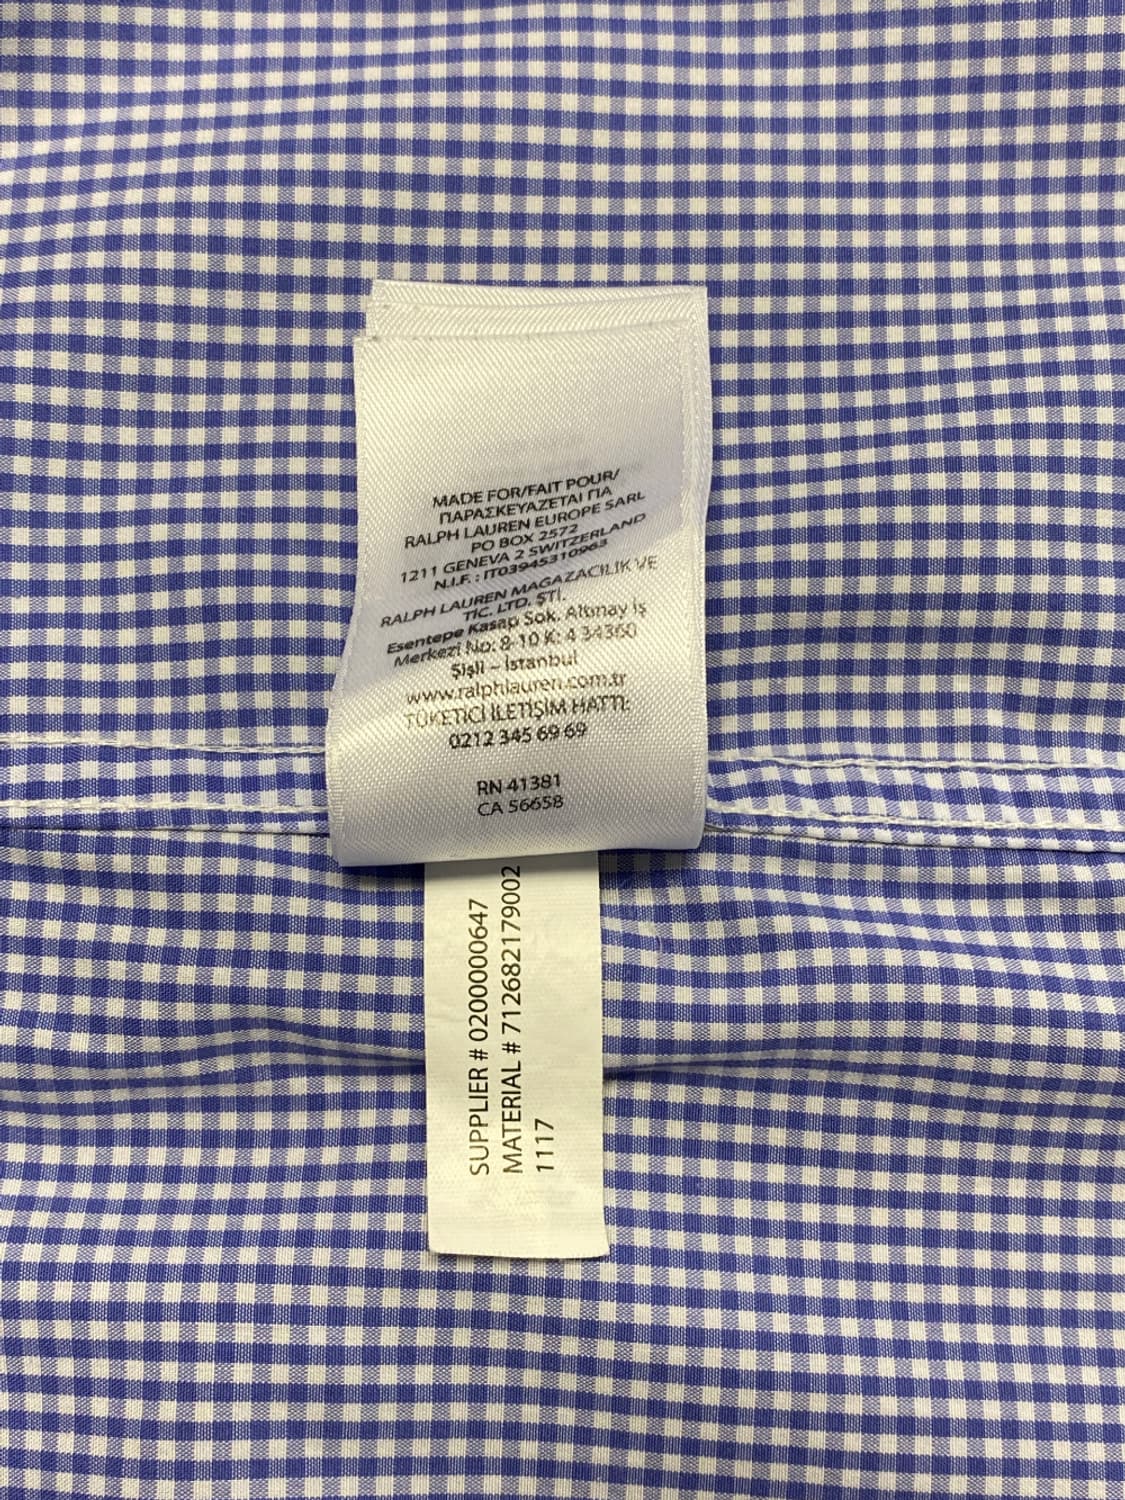 MADE FOR/FAIT POUR/
ΠΑΡΑΣΚΕΥΑΖΕΤΑΙ ΓΙΑ
RALPH LAUREN EUROPE SARL
PO BOX 2572
1211 GENEVA 2 SWITZERLAND
N.I.F. : IT03945310963
RALPH LAUREN MAGAZACILIK VE
TİC. LTD. ŞTİ.
Esentepe Kasap Sok. Altınay İş
Merkezi No: 8-10 K: 4 34360
Şişli – İstanbul
www.ralphlauren.com.tr
TÜKETİCİ İLETİŞİM HATTI:
0212 345 69 69
RN 41381
CA 56658
SUPPLIER # 0200000647
MATERIAL # 712682179002
1117